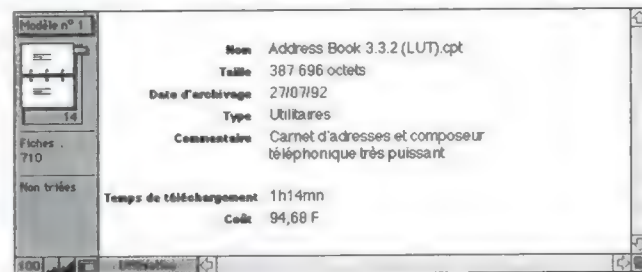 Modèle n° 1
14
Fiches :
710
Non triées
Nom Address Book 3.3.2 (LUT).cpt
Taille 387 696 octets
Date d'archivage 27/07/92
Type Utilitaires
Commentaire Carnet d'adresses et composeur
téléphonique très puissant
Temps de téléchargement 1h14mn
Coût 94,68 F
100 Utilisation